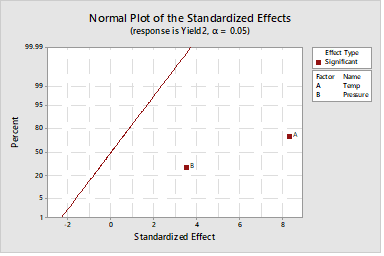 Normal Plot of the Standardized Effects
(response is Yield2, α = 0.05)
99.99
99
95
80
50
20
5
1
Percent
-2
0
2
4
6
8
Standardized Effect
A
B
Effect Type
Significant
Factor Name
A Temp
B Pressure